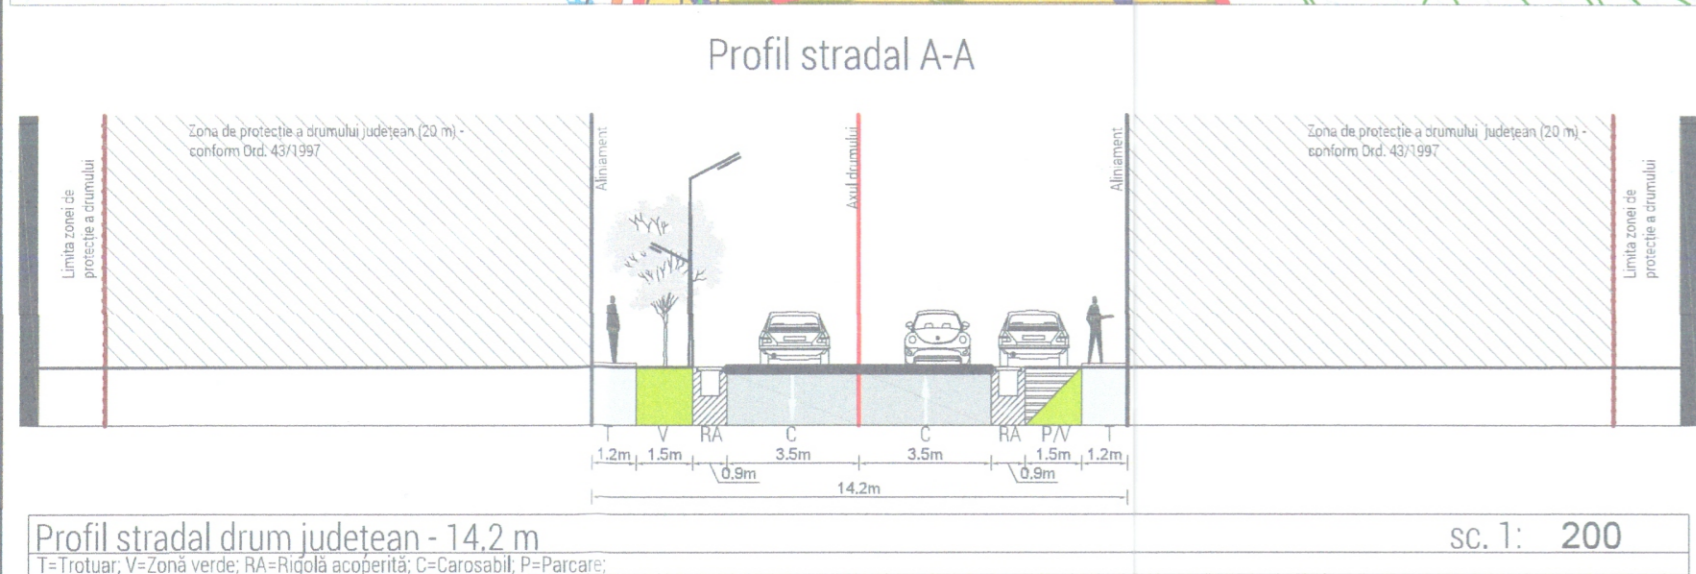 Profil stradal A-A
Zona de protecție a drumului județean (20 m) -
conform Ord. 43/1997
Zona de protecție a drumului județean (20 m) -
conform Ord. 43/1997
Limita zonei de
protecție a drumului
Aliniament
Axul drumului
Aliniament
Limita zonei de
protecție a drumului
T V RA C C RA P/V T
1.2m 1.5m 3.5m 3.5m 1.5m 1.2m
0.9m 0.9m
14.2m
Profil stradal drum județean - 14.2 m
sc. 1: 200
T=Trotuar; V=Zonă verde; RA=Rigolă acoperită; C=Carosabil; P=Parcare;